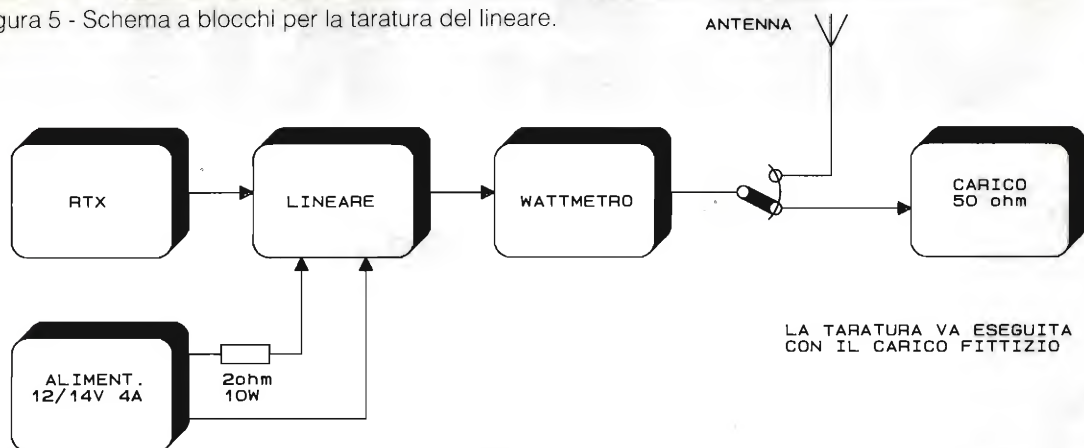 gura 5 - Schema a blocchi per la taratura del lineare.
ANTENNA
RTX
LINEARE
WATTMETRO
CARICO
50 ohm
LA TARATURA VA ESEGUITA
CON IL CARICO FITTIZIO
ALIMENT.
12/14V 4A
2ohm
10W